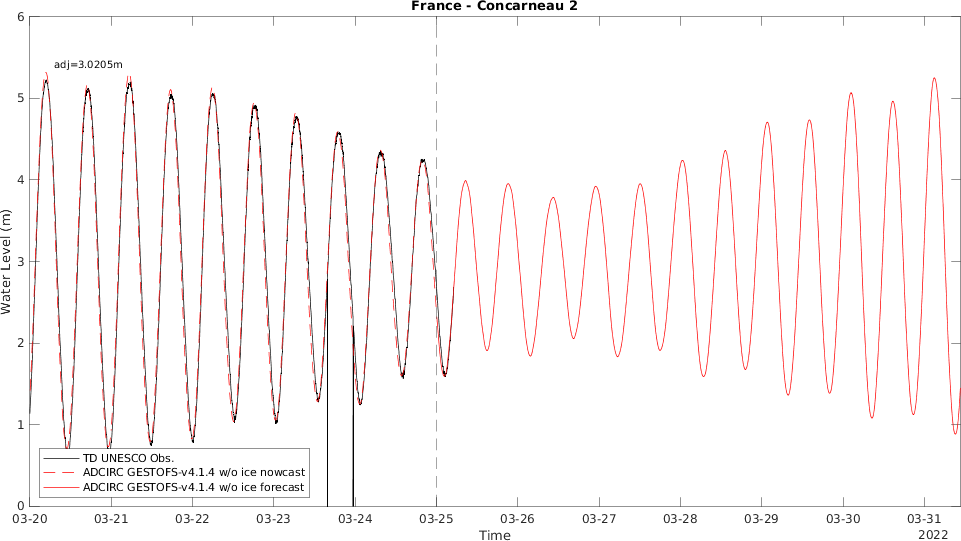 France - Concarneau 2
adj=3.0205m
Water Level (m)
6
5
4
3
2
1
0
TD UNESCO Obs.
ADCIRC GESTOFS-v4.1.4 w/o ice nowcast
ADCIRC GESTOFS-v4.1.4 w/o ice forecast
03-20 03-21 03-22 03-23 03-24 03-25 03-26 03-27 03-28 03-29 03-30 03-31
Time
2022